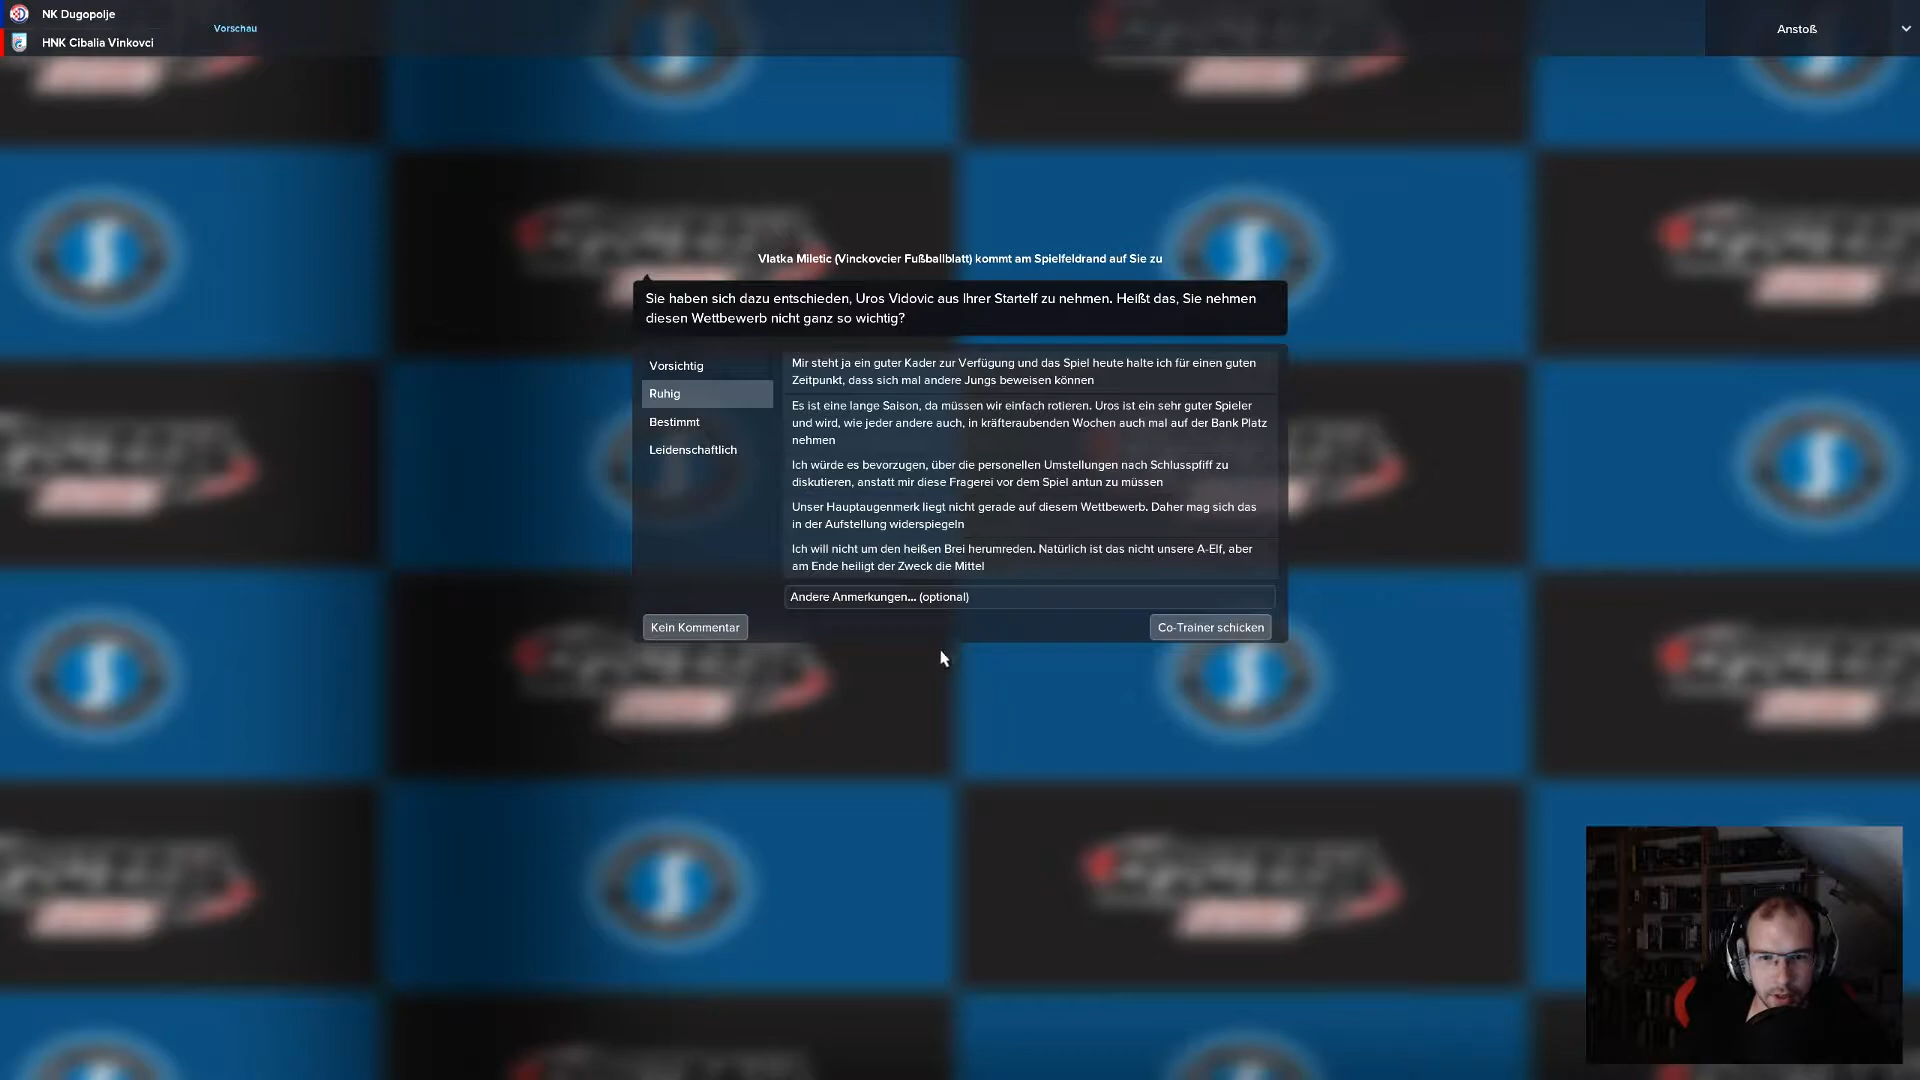 NK Dugopolje
HNK Cibalia Vinkovci
Vorschau
Anstoß
Vlatka Miletic (Vinckovcier Fußballblatt) kommt am Spielfeldrand auf Sie zu
Sie haben sich dazu entschieden, Uros Vidovic aus Ihrer Startelf zu nehmen. Heißt das, Sie nehmen
diesen Wettbewerb nicht ganz so wichtig?
Vorsichtig
Ruhig
Bestimmt
Leidenschaftlich
Mir steht ja ein guter Kader zur Verfügung und das Spiel heute halte ich für einen guten
Zeitpunkt, dass sich mal andere Jungs beweisen können
Es ist eine lange Saison, da müssen wir einfach rotieren. Uros ist ein sehr guter Spieler
und wird, wie jeder andere auch, in kräfteraubenden Wochen auch mal auf der Bank Platz
nehmen
Ich würde es bevorzugen, über die personellen Umstellungen nach Schlusspfiff zu
diskutieren, anstatt mir diese Fragerei vor dem Spiel antun zu müssen
Unser Hauptaugenmerk liegt nicht gerade auf diesem Wettbewerb. Daher mag sich das
in der Aufstellung widerspiegeln
Ich will nicht um den heißen Brei herumreden. Natürlich ist das nicht unsere A-Elf, aber
am Ende heiligt der Zweck die Mittel
Andere Anmerkungen... (optional)
Kein Kommentar
Co-Trainer schicken